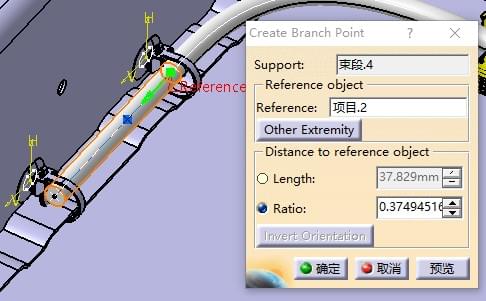 Create Branch Point
?
Support:
束段.4
Reference object
Reference:
项目.2
Other Extremity
Distance to reference object
Length:
37.829mm
Ratio:
0.37494516
Invert Orientation
确定
取消
预览
Reference
H
H